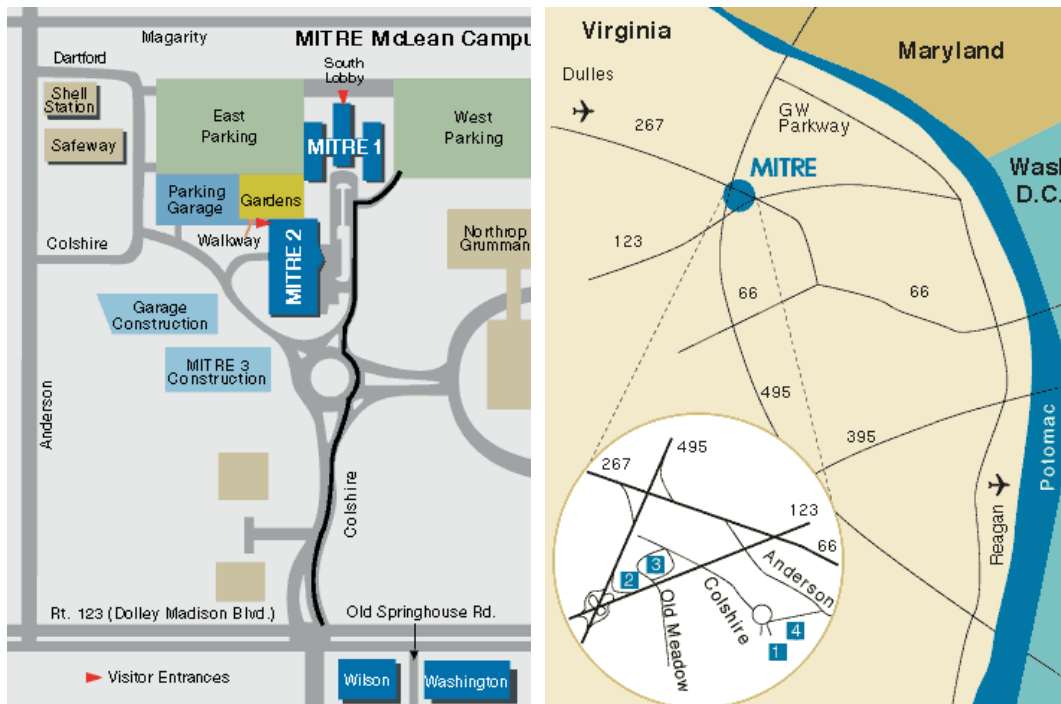 Magarity
MITRE McLean Campu
Dartford
South
Lobby
Shell
Station
East
Parking
West
Parking
Safeway
MITRE 1
Parking
Garage
Gardens
Colshire
Walkway
MITRE 2
Northrop
Grumman
Garage
Construction
MITRE 3
Construction
Anderson
Colshire
Rt. 123 (Dolley Madison Blvd.)
Old Springhouse Rd.
Visitor Entrances
Wilson
Washington
Virginia
Maryland
Dulles
267
GW
Parkway
MITRE
Wash
D.C.
123
66
66
495
395
Potomac
Reagan
495
267
123
66
Anderson
3
2
Colshire
Old Meadow
4
1